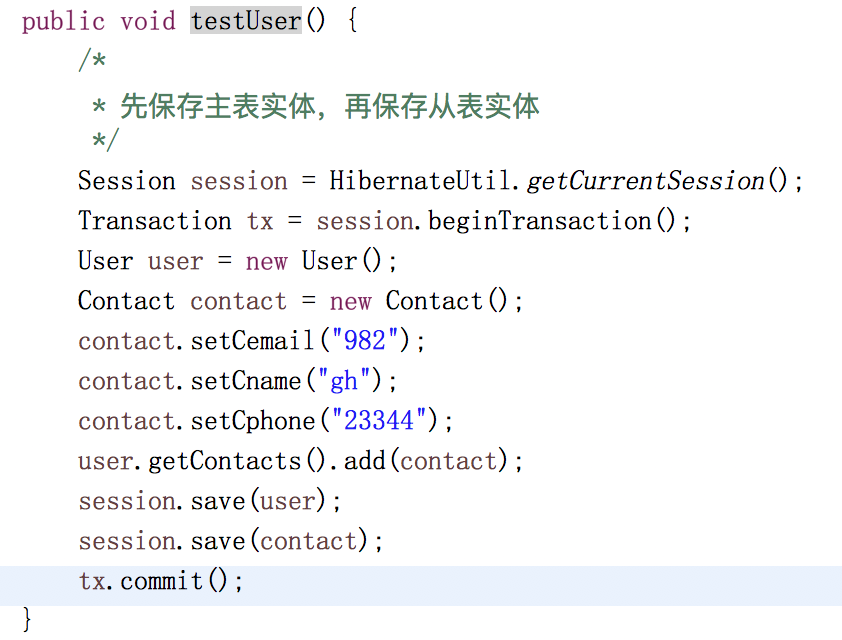 public void testUser() {
/*
* 先保存主表实体，再保存从表实体
*/
Session session = HibernateUtil.getCurrentSession();
Transaction tx = session.beginTransaction();
User user = new User();
Contact contact = new Contact();
contact.setCemail("982");
contact.setCname("gh");
contact.setCphone("23344");
user.getContacts().add(contact);
session.save(user);
session.save(contact);
tx.commit();
}